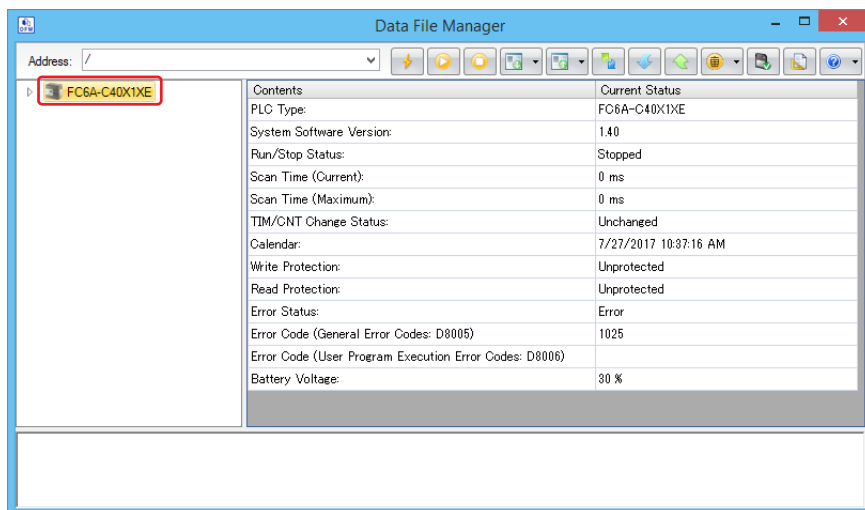 Data File Manager
DFM
Address: /
FC6A-C40X1XE
Contents Current Status
PLC Type: FC6A-C40X1XE
System Software Version: 1.40
Run/Stop Status: Stopped
Scan Time (Current): 0 ms
Scan Time (Maximum): 0 ms
TIM/CNT Change Status: Unchanged
Calendar: 7/27/2017 10:37:16 AM
Write Protection: Unprotected
Read Protection: Unprotected
Error Status: Error
Error Code (General Error Codes: D8005) 1025
Error Code (User Program Execution Error Codes: D8006)
Battery Voltage: 30 %